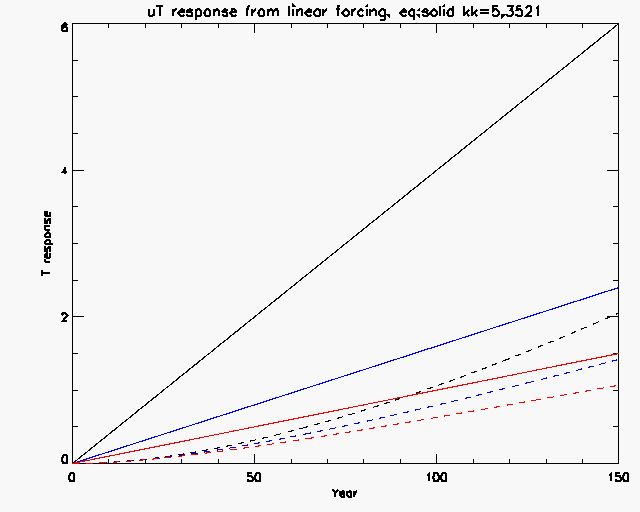 uT response from linear forcing, eq:solid kk=5,3521
6
4
2
0
T response
0 50 100 150
Year